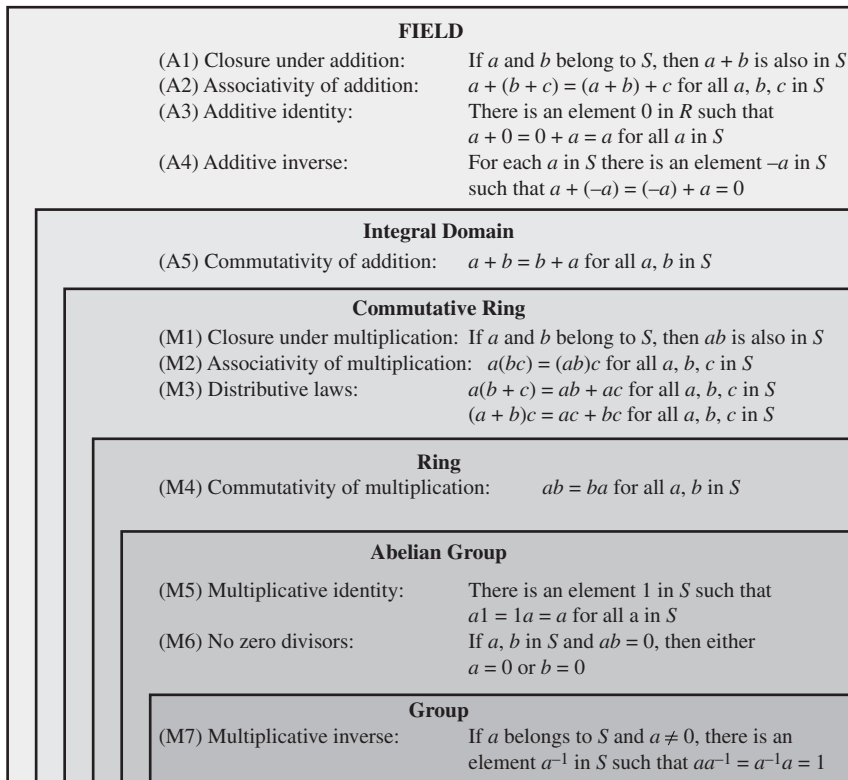 FIELD
(A1) Closure under addition: If a and b belong to S, then a + b is also in S
(A2) Associativity of addition: a + (b + c) = (a + b) + c for all a, b, c in S
(A3) Additive identity: There is an element 0 in R such that
a + 0 = 0 + a = a for all a in S
(A4) Additive inverse: For each a in S there is an element –a in S
such that a + (–a) = (–a) + a = 0
Integral Domain
(A5) Commutativity of addition: a + b = b + a for all a, b in S
Commutative Ring
(M1) Closure under multiplication: If a and b belong to S, then ab is also in S
(M2) Associativity of multiplication: a(bc) = (ab)c for all a, b, c in S
(M3) Distributive laws: a(b + c) = ab + ac for all a, b, c in S
(a + b)c = ac + bc for all a, b, c in S
Ring
(M4) Commutativity of multiplication: ab = ba for all a, b in S
Abelian Group
(M5) Multiplicative identity: There is an element 1 in S such that
a1 = 1a = a for all a in S
(M6) No zero divisors: If a, b in S and ab = 0, then either
a = 0 or b = 0
Group
(M7) Multiplicative inverse: If a belongs to S and a ≠ 0, there is an
element a⁻¹ in S such that aa⁻¹ = a⁻¹a = 1